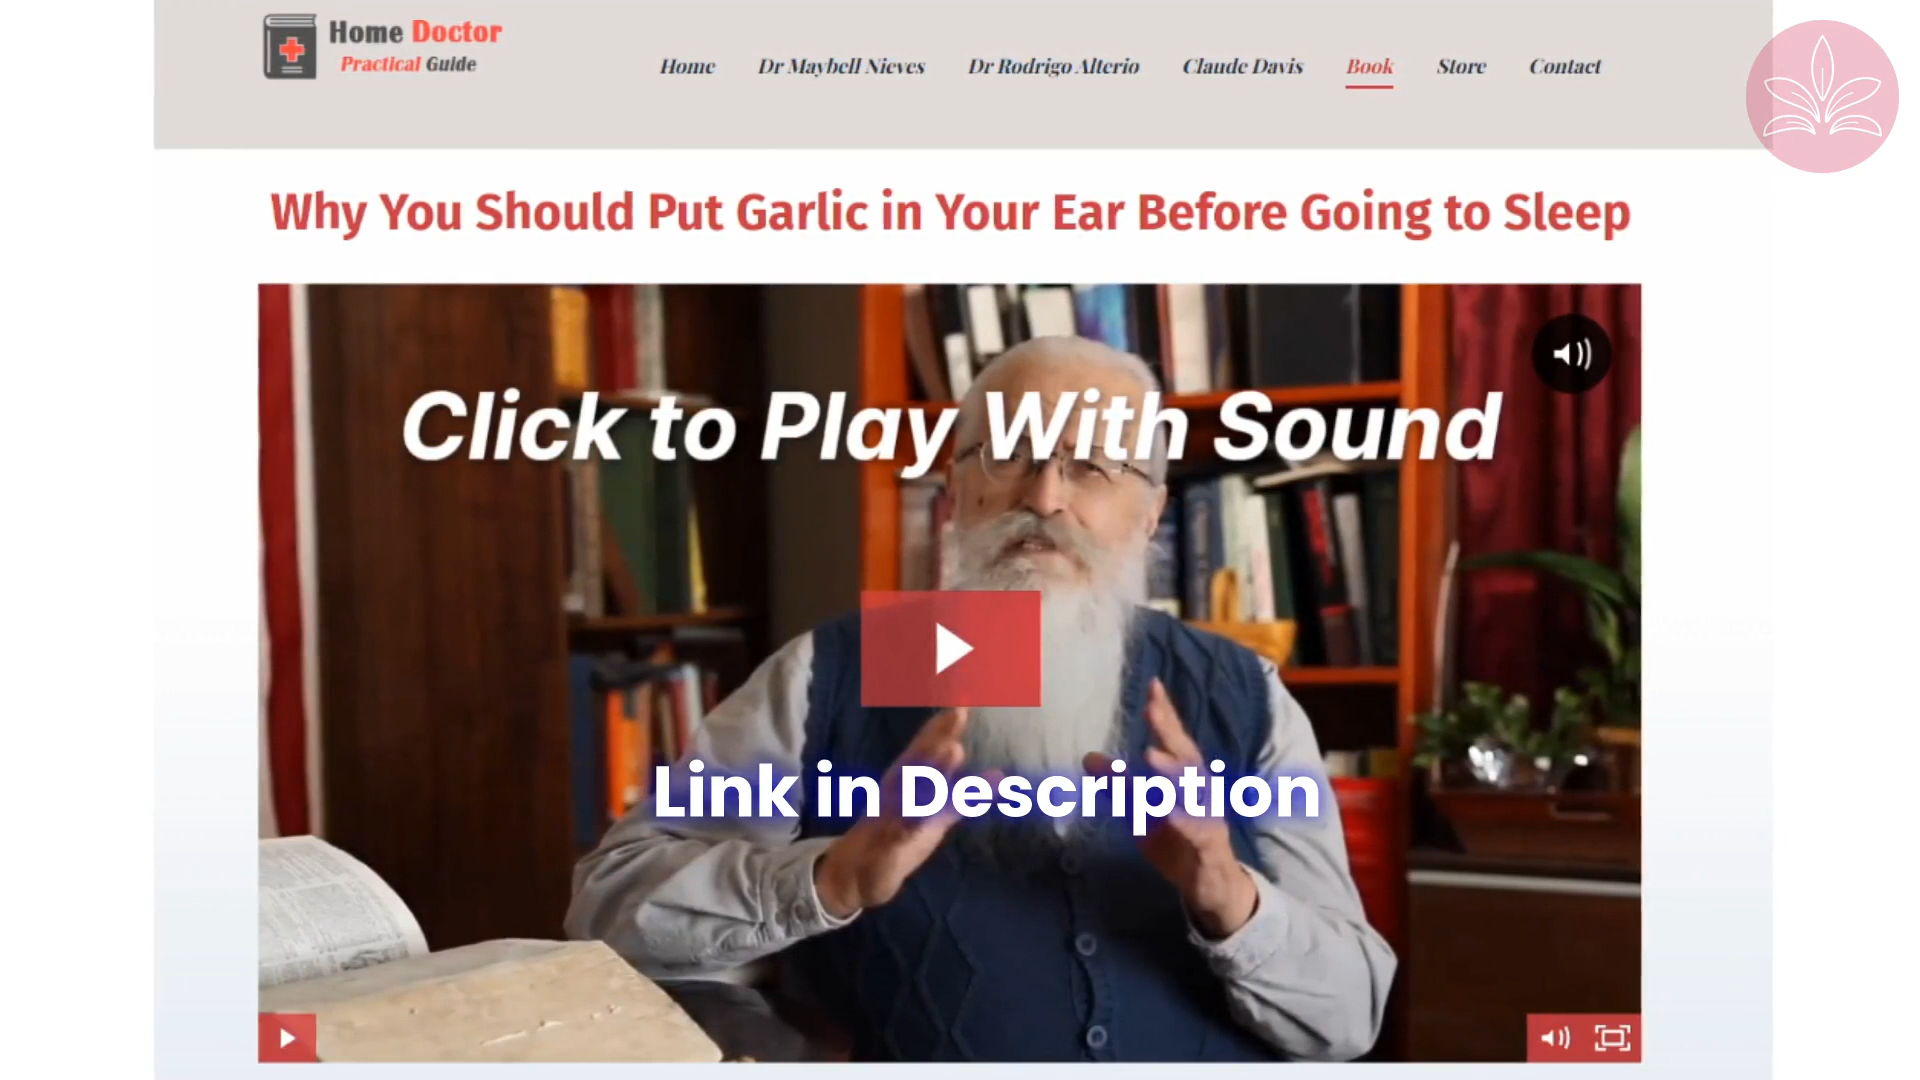 Home Doctor
Practical Guide
Home Dr Maybell Nieves Dr Rodrigo Alterio Claude Davis Book Store Contact
Why You Should Put Garlic in Your Ear Before Going to Sleep
Click to Play With Sound
Link in Description